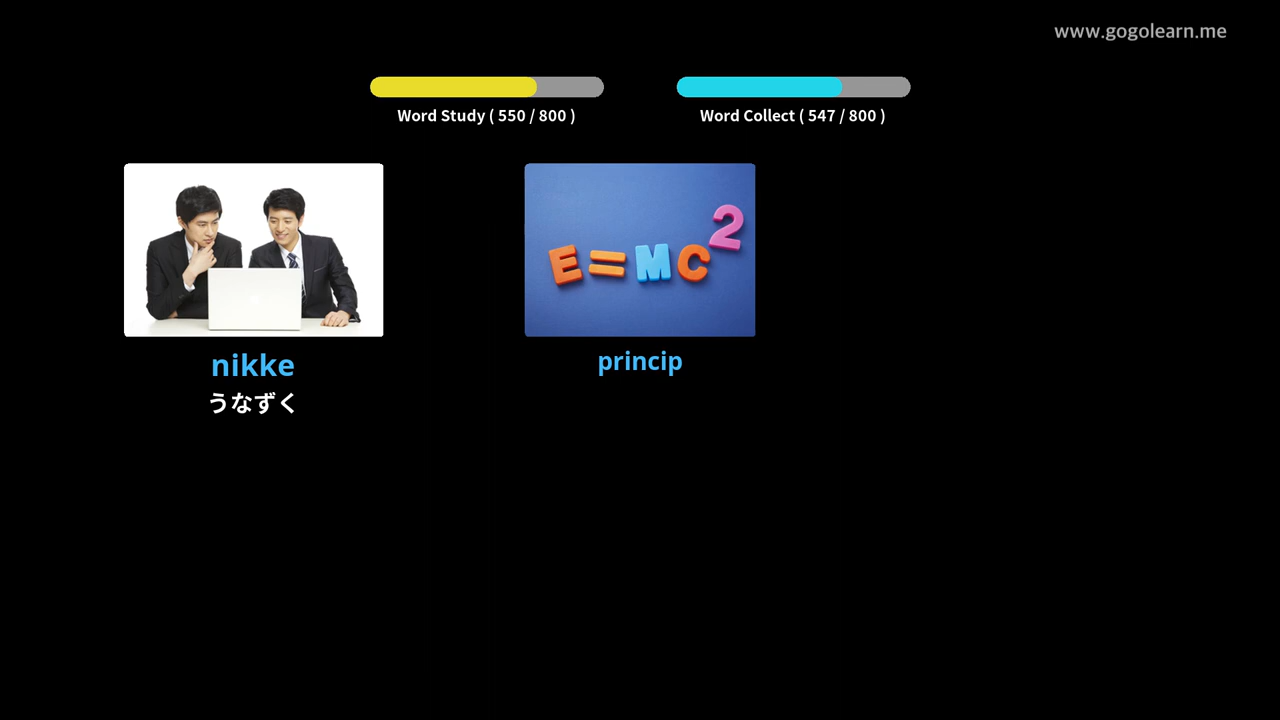 www.gogolearn.me
Word Study ( 550 / 800 )
Word Collect ( 547 / 800 )
E=MC2
nikke
princip
うなずく